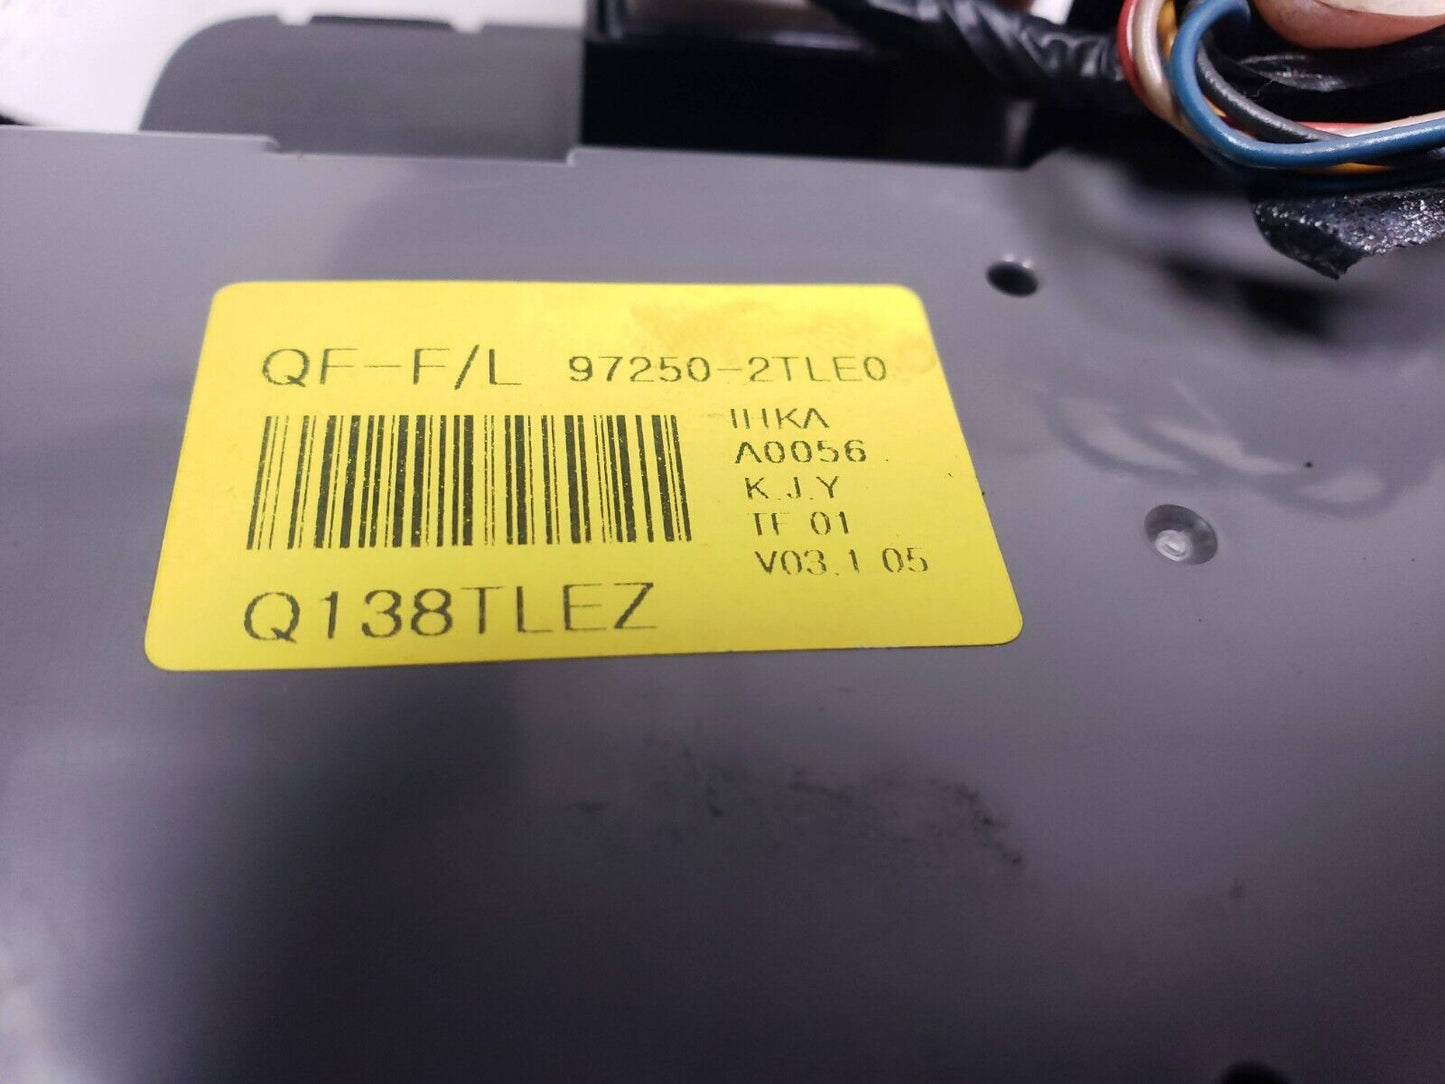 QF-F/L 97250-2TLE0
IHKA
A0056
K.J.Y
TF 01
V03.1 05
Q138TLEZ